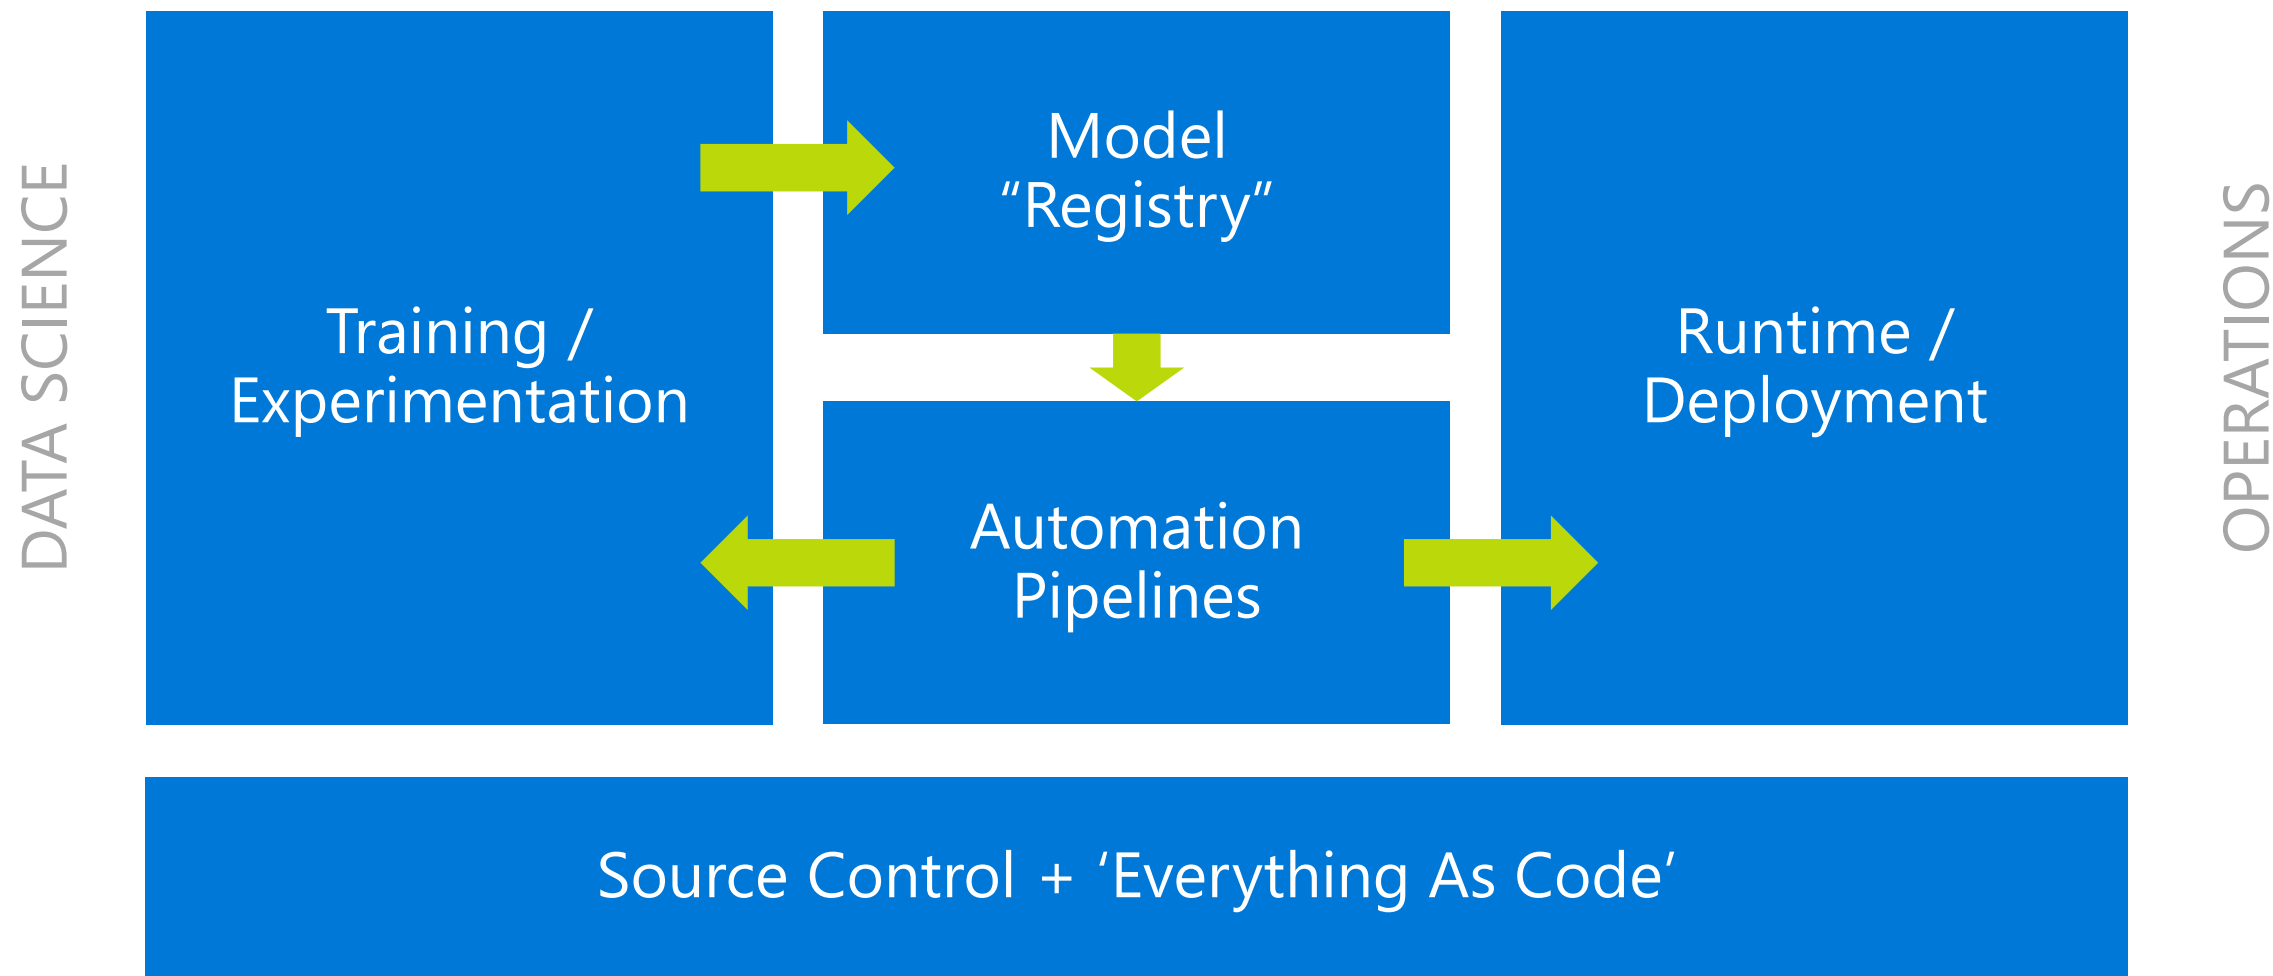 DATA SCIENCE
Training /
Experimentation
Model
“Registry”
Automation
Pipelines
Runtime /
Deployment
OPERATIONS
Source Control + ‘Everything As Code’